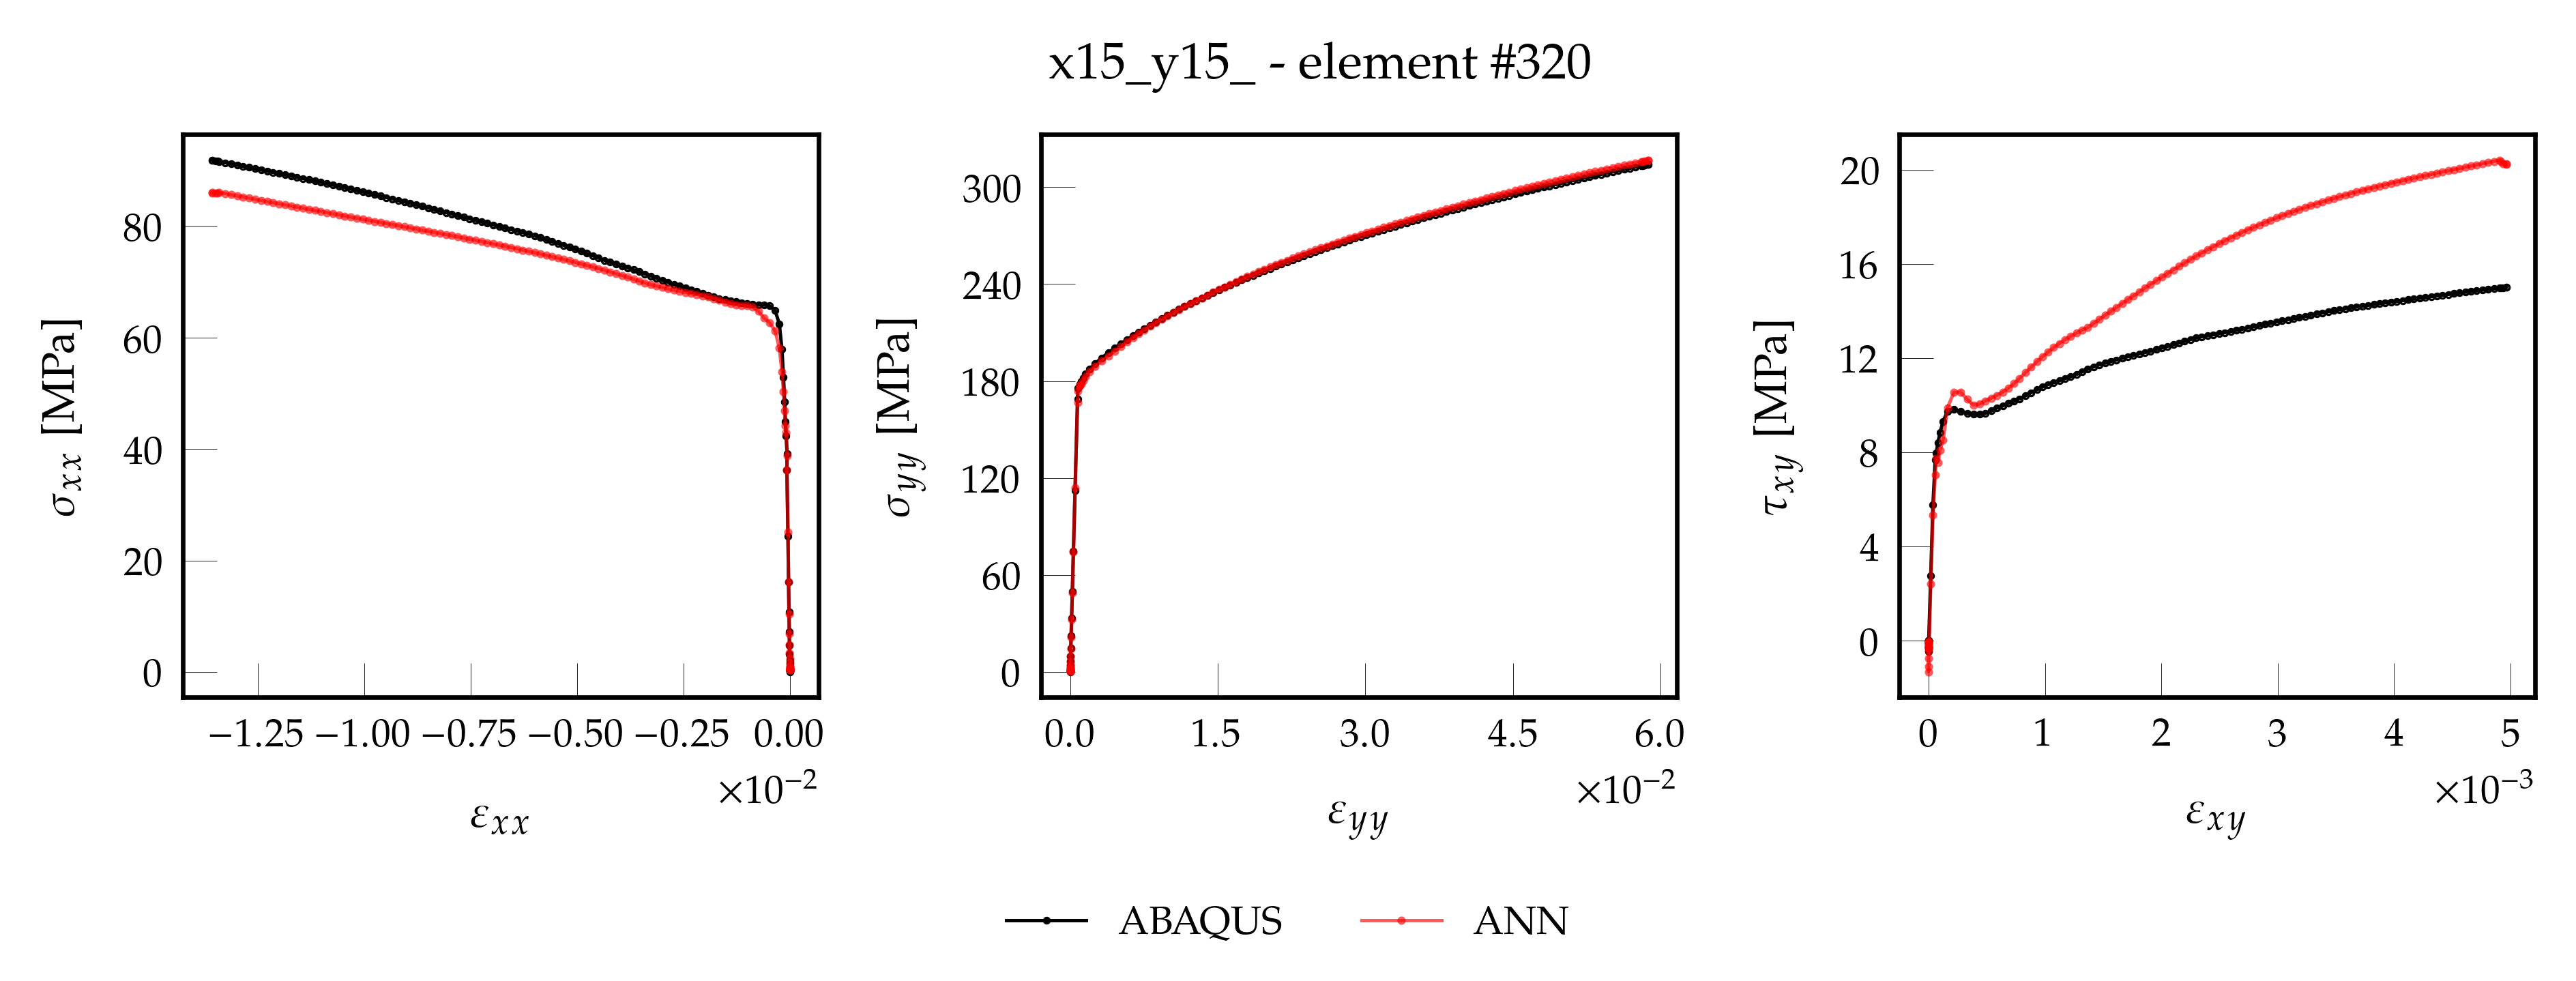 x15_y15_ - element #320
σxx [MPa]
80
60
40
20
0
−1.25 −1.00 −0.75 −0.50 −0.25 0.00
×10−2
εxx
σyy [MPa]
300
240
180
120
60
0
0.0 1.5 3.0 4.5 6.0
×10−2
εyy
τxy [MPa]
20
16
12
8
4
0
0 1 2 3 4 5
×10−3
εxy
ABAQUS ANN